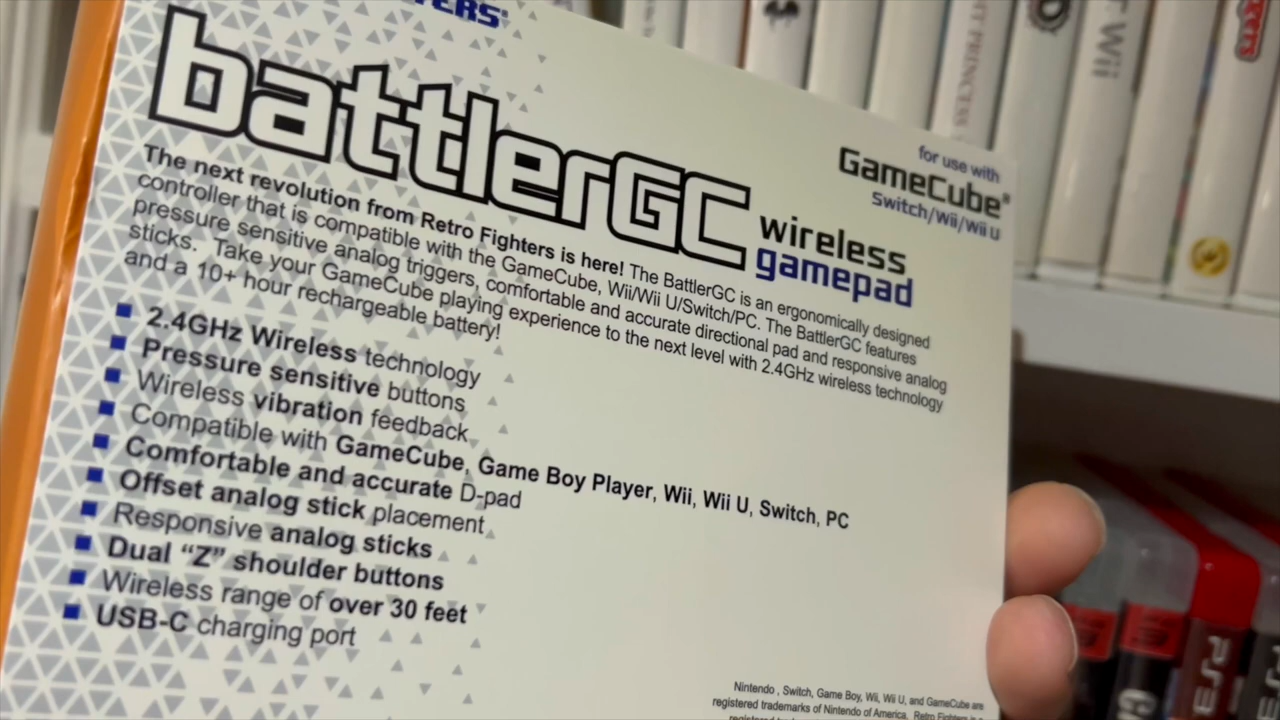 battlerGC
wireless
gamepad
for use with
GameCube®
Switch/Wii/Wii U
The next revolution from Retro Fighters is here! The BattlerGC is an ergonomically designed
controller that is compatible with the GameCube, Wii/Wii U/Switch/PC. The BattlerGC features
pressure sensitive analog triggers, comfortable and accurate directional pad and responsive analog
sticks. Take your GameCube playing experience to the next level with 2.4GHz wireless technology
and a 10+ hour rechargeable battery!
2.4GHz Wireless technology
Pressure sensitive buttons
Wireless vibration feedback
Compatible with GameCube, Game Boy Player, Wii, Wii U, Switch, PC
Comfortable and accurate D-pad
Offset analog stick placement
Responsive analog sticks
Dual “Z” shoulder buttons
Wireless range of over 30 feet
USB-C charging port
Nintendo , Switch, Game Boy, Wii, Wii U, and GameCube are
registered trademarks of Nintendo of America. Retro Fighters is a
Wii
PS3